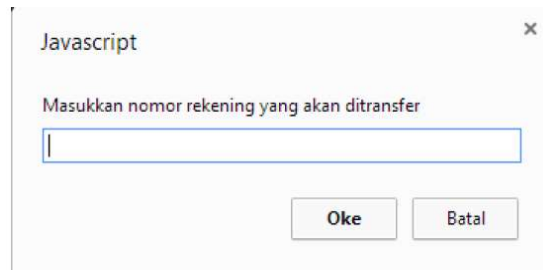 Javascript
Masukkan nomor rekening yang akan ditransfer
Oke Batal